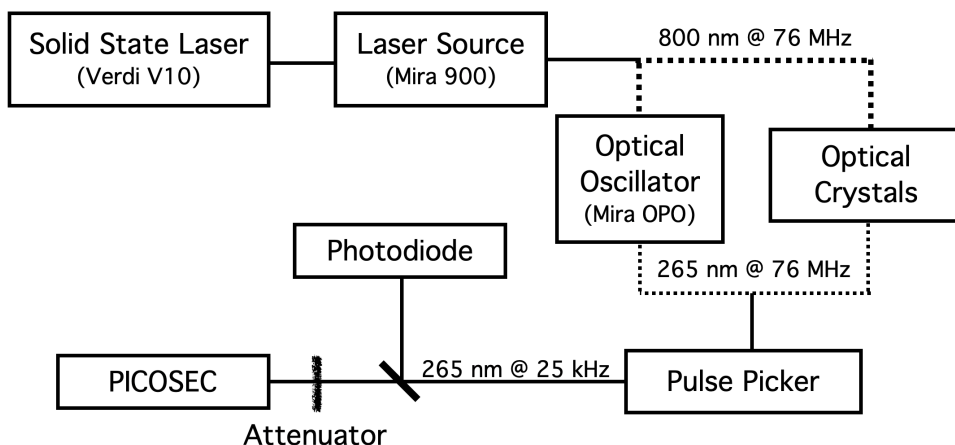 Solid State Laser
(Verdi V10)
Laser Source
(Mira 900)
800 nm @ 76 MHz
Optical
Oscillator
(Mira OPO)
Optical
Crystals
Photodiode
265 nm @ 76 MHz
PICOSEC
265 nm @ 25 kHz
Pulse Picker
Attenuator